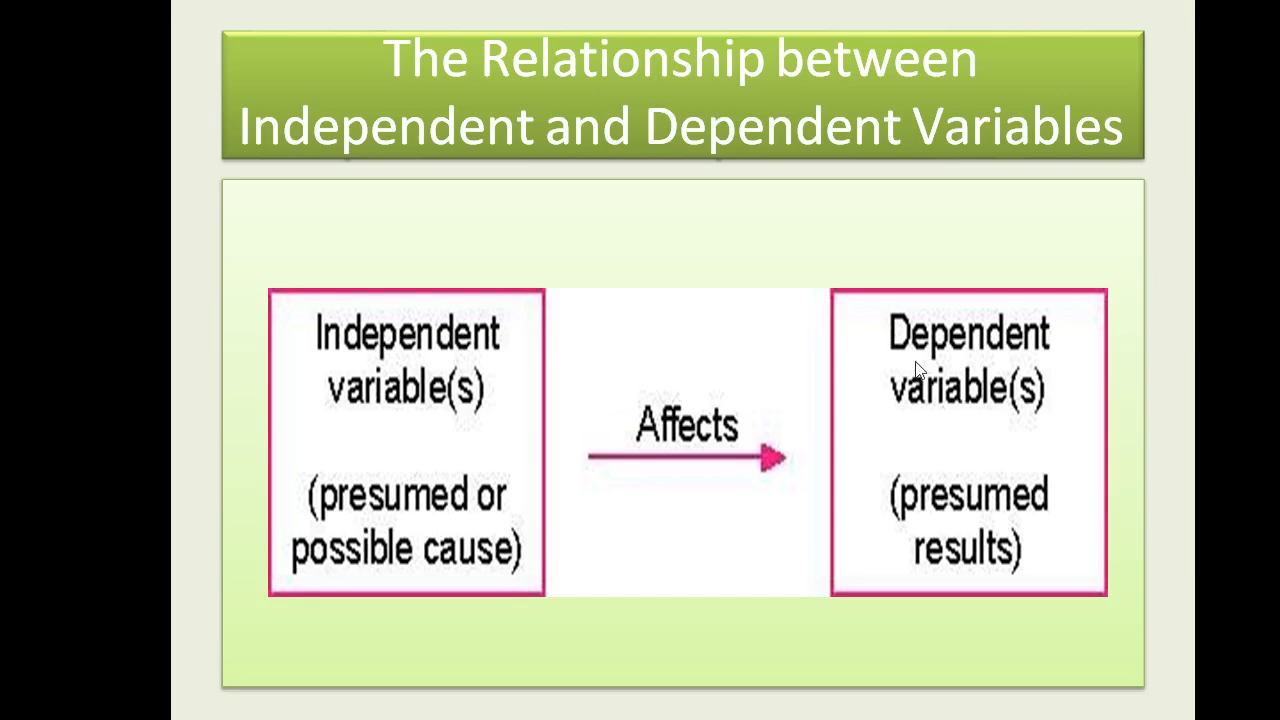 The Relationship between
Independent and Dependent Variables
Independent
variable(s)
(presumed or
possible cause)
Affects
Dependent
variable(s)
(presumed
results)